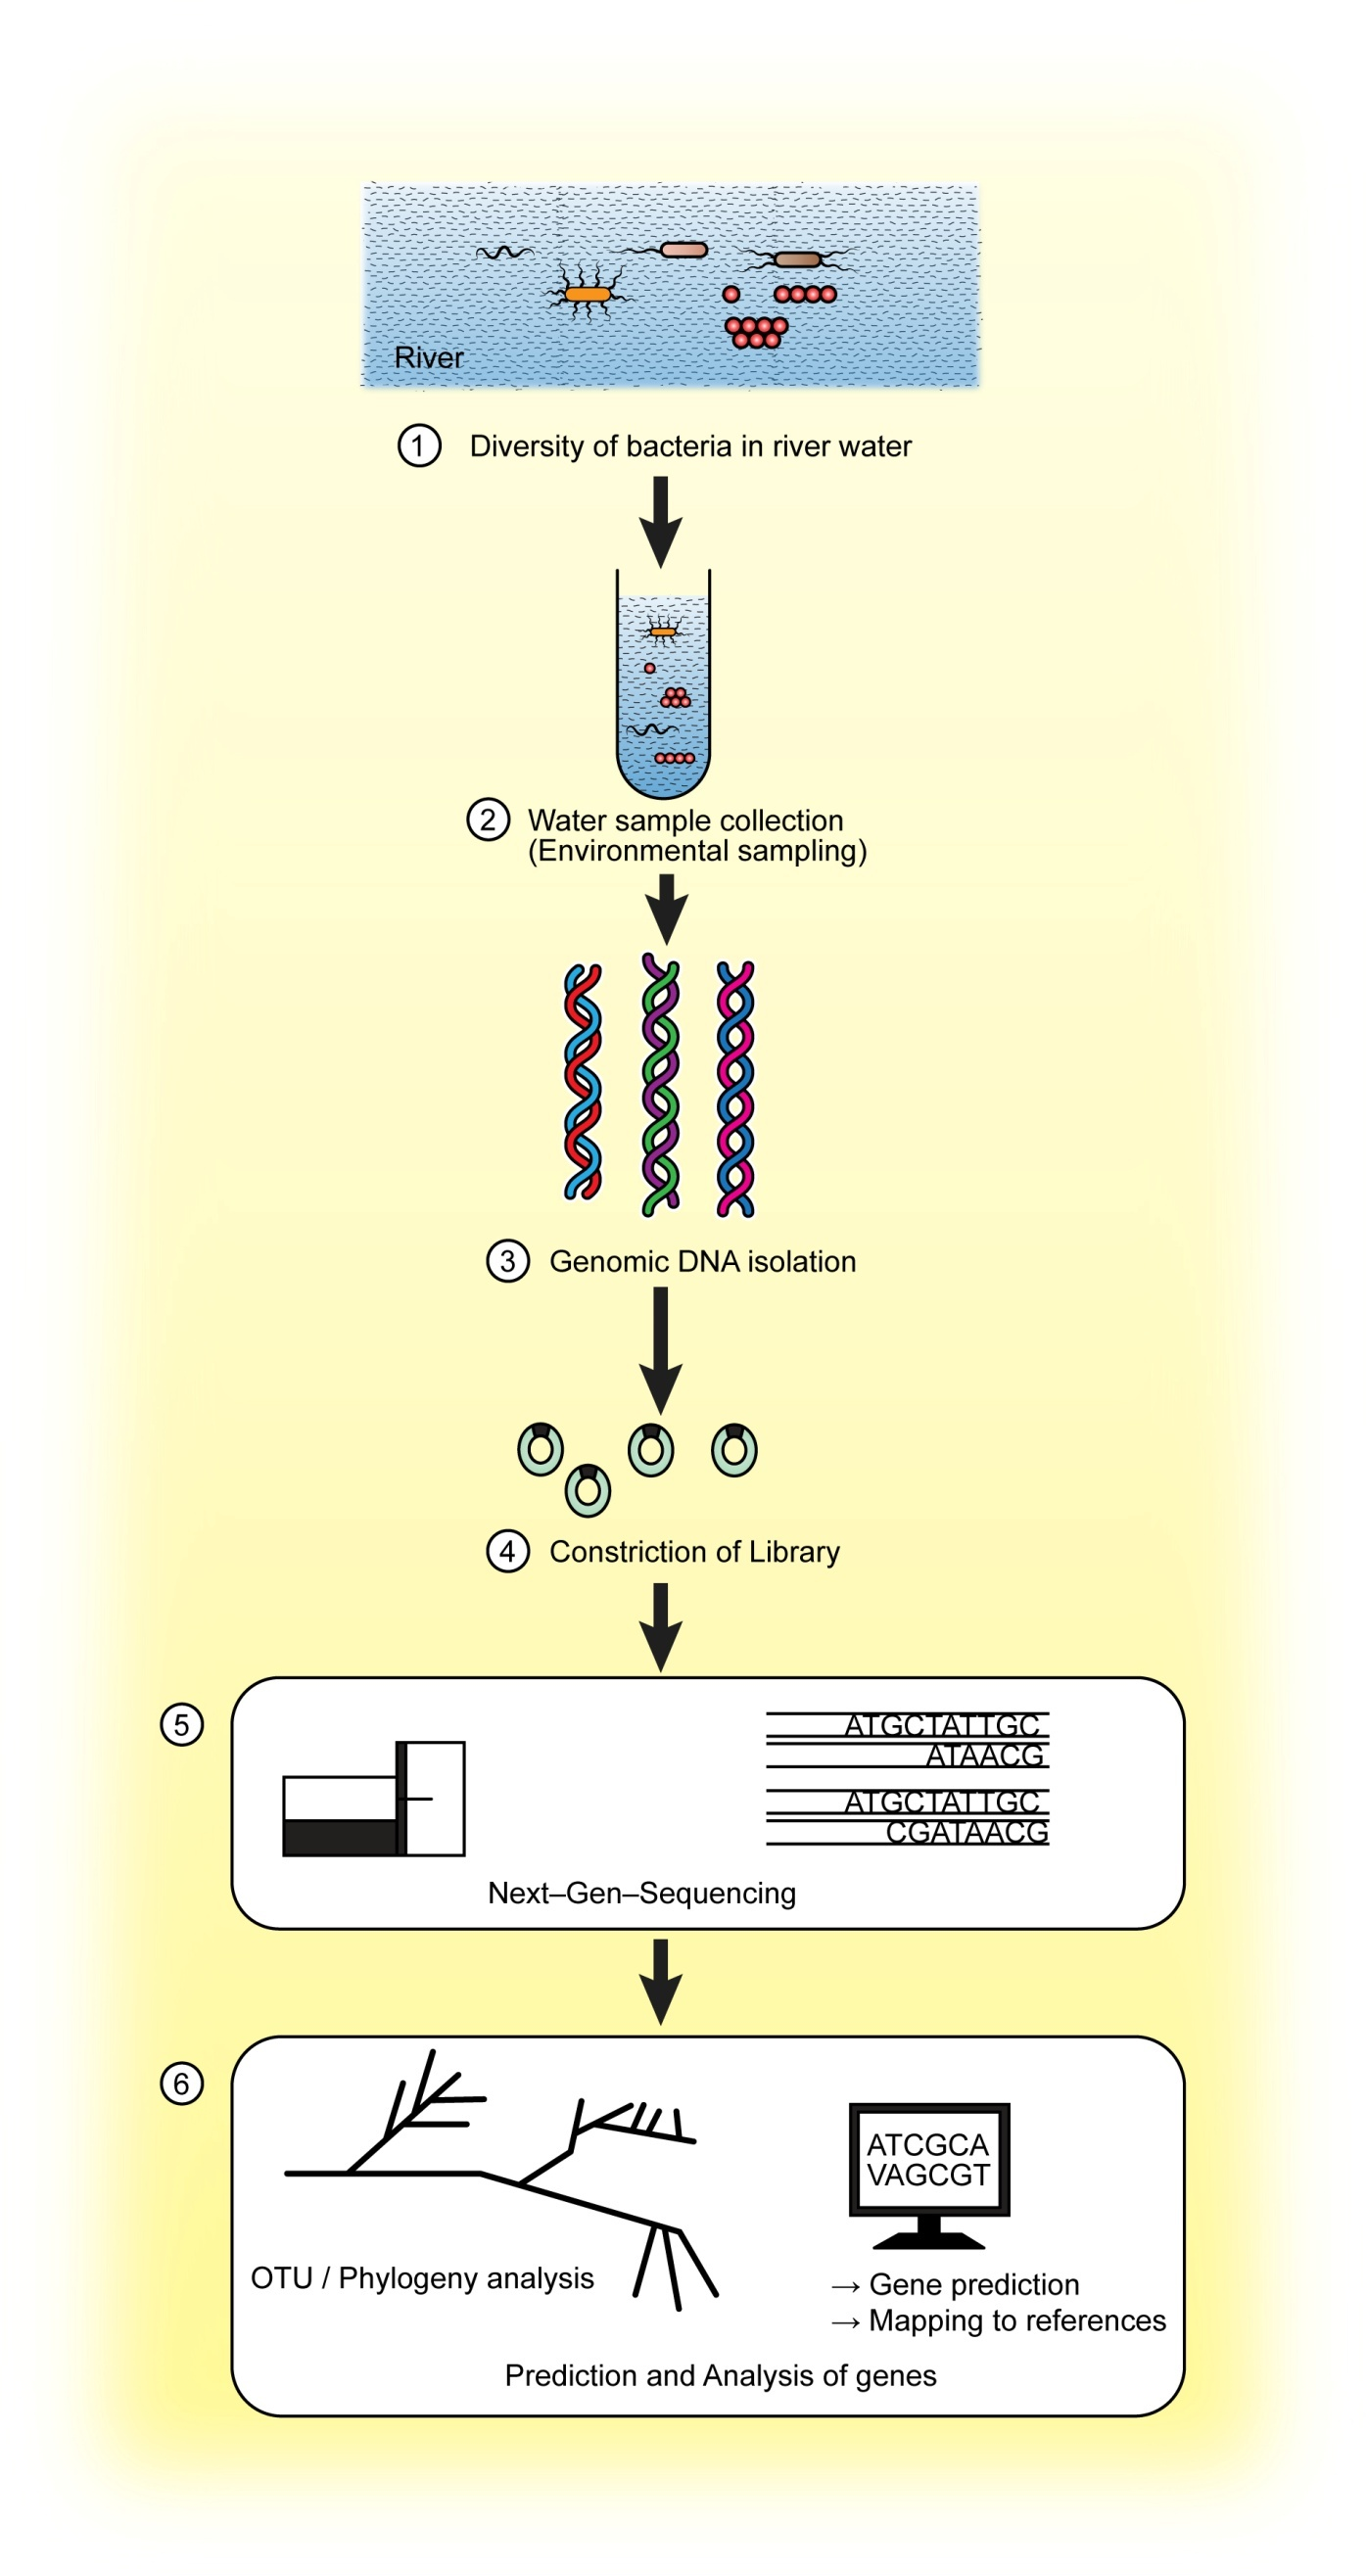 River
1 Diversity of bacteria in river water
2 Water sample collection
(Environmental sampling)
3 Genomic DNA isolation
4 Constriction of Library
5
ATGCTATTGC
ATAACG
ATGCTATTGC
CGATAACG
Next–Gen–Sequencing
6
ATCGCA
VAGCGT
OTU / Phylogeny analysis
→ Gene prediction
→ Mapping to references
Prediction and Analysis of genes